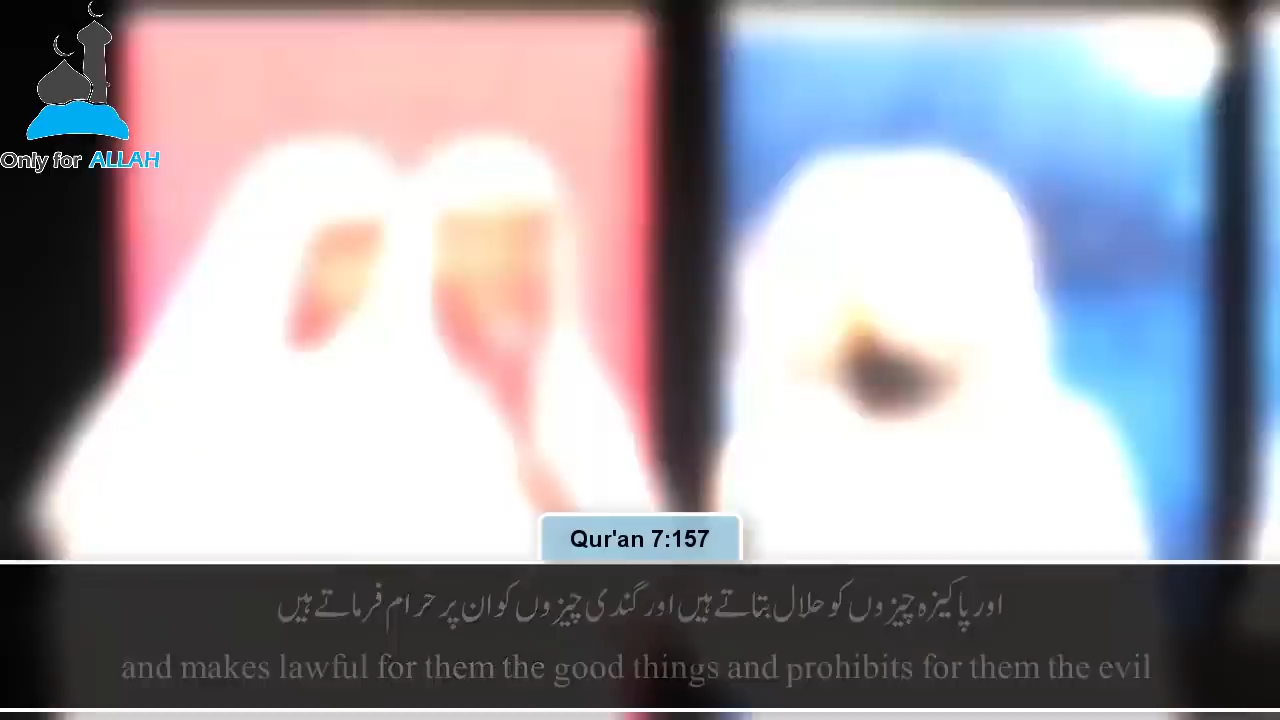 Only for ALLAH
Qur'an 7:157
اور پاکیزہ چیزوں کو حلال بتاتے ہیں اور گندی چیزوں کو ان پر حرام فرماتے ہیں
and makes lawful for them the good things and prohibits for them the evil